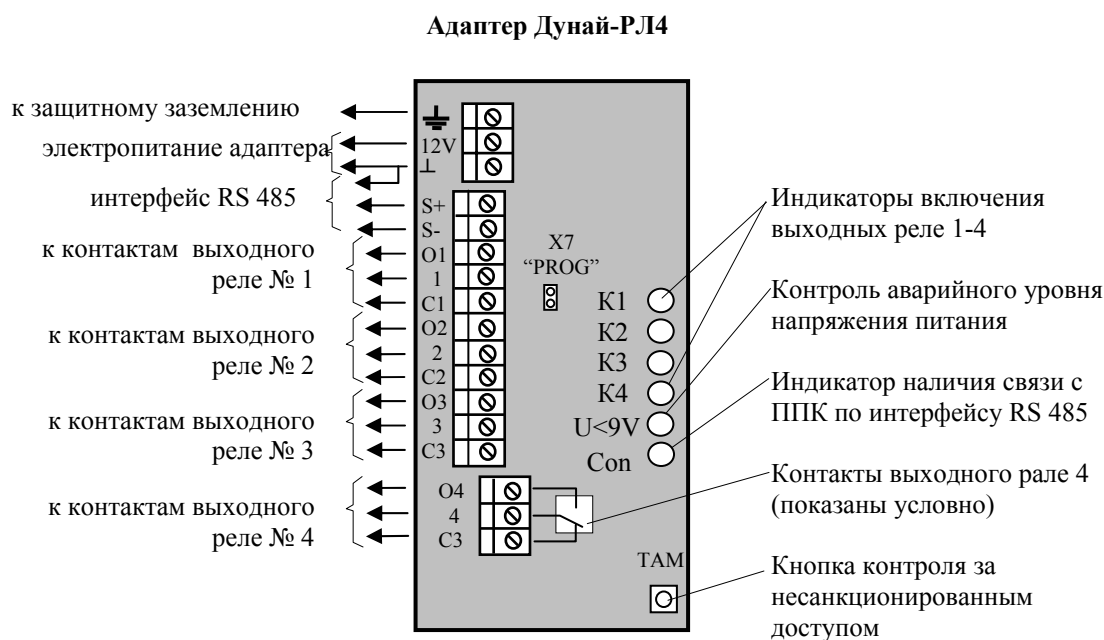 Адаптер Дунай-РЛ4
к защитному заземлению
электропитание адаптера
интерфейс RS 485
к контактам выходного
реле № 1
к контактам выходного
реле № 2
к контактам выходного
реле № 3
к контактам выходного
реле № 4
12V
S+
S-
O1
1
C1
O2
2
C2
O3
3
C3
O4
4
C3
X7
“PROG”
К1
К2
К3
К4
U<9V
Con
TAM
Индикаторы включения
выходных реле 1-4
Контроль аварийного уровня
напряжения питания
Индикатор наличия связи с
ППК по интерфейсу RS 485
Контакты выходного рале 4
(показаны условно)
Кнопка контроля за
несанкционированным
доступом